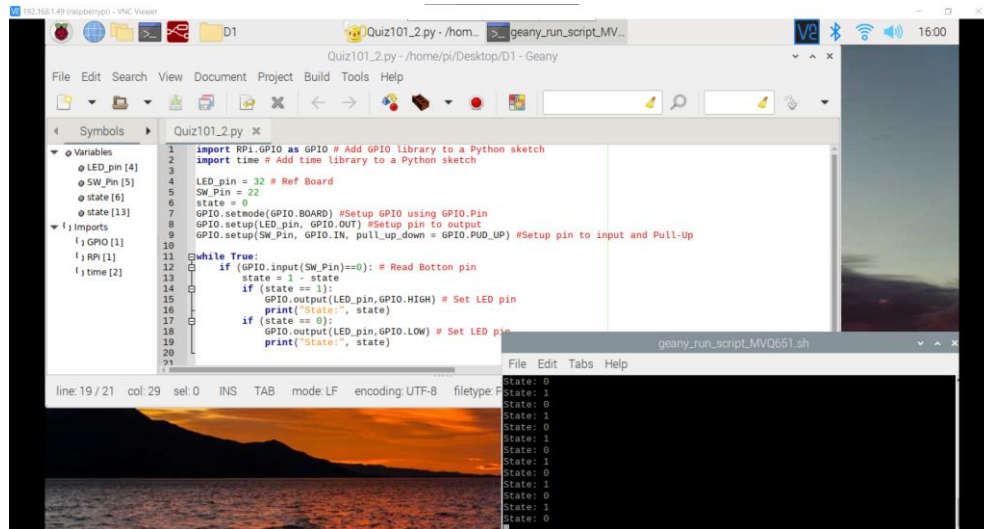 192.168.1.49 (raspberrypi) - VNC Viewer
D1
Quiz101_2.py - /hom...
geany_run_script_MV...
16:00
Quiz101_2.py - /home/pi/Desktop/D1 - Geany
File Edit Search View Document Project Build Tools Help
Symbols
Quiz101_2.py
Variables
LED_pin [4]
SW_Pin [5]
state [6]
state [13]
Imports
GPIO [1]
RPi [1]
time [2]
1 import RPi.GPIO as GPIO # Add GPIO library to a Python sketch
2 import time # Add time library to a Python sketch
3
4 LED_pin = 32 # Ref Board
5 SW_Pin = 22
6 state = 0
7 GPIO.setmode(GPIO.BOARD) #Setup GPIO using GPIO.Pin
8 GPIO.setup(LED_pin, GPIO.OUT) #Setup pin to output
9 GPIO.setup(SW_Pin, GPIO.IN, pull_up_down = GPIO.PUD_UP) #Setup pin to input and Pull-Up
10
11 while True:
12 if (GPIO.input(SW_Pin)==0): # Read Botton pin
13 state = 1 - state
14 if (state == 1):
15 GPIO.output(LED_pin,GPIO.HIGH) # Set LED pin
16 print("State:", state)
17 if (state == 0):
18 GPIO.output(LED_pin,GPIO.LOW) # Set LED pin
19 print("State:", state)
20
21
line: 19 / 21 col: 29 sel: 0 INS TAB mode: LF encoding: UTF-8 filetype: P
geany_run_script_MVQ651.sh
File Edit Tabs Help
State: 0
State: 1
State: 0
State: 1
State: 0
State: 1
State: 0
State: 1
State: 0
State: 1
State: 0
State: 1
State: 0